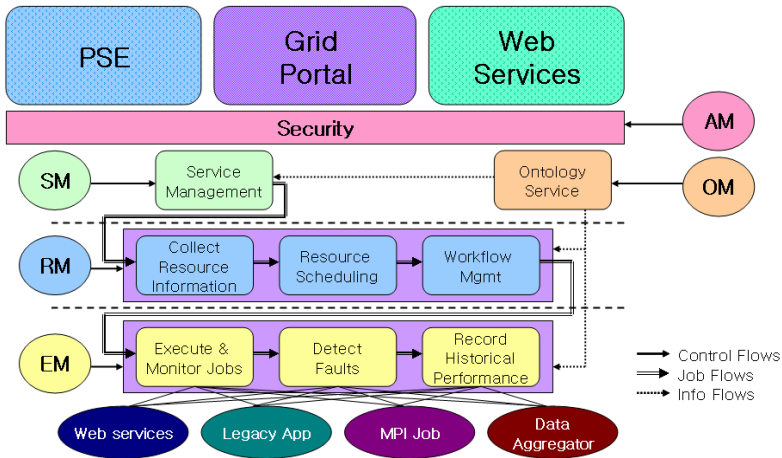 PSE
Grid
Portal
Web
Services
Security
AM
SM
Service
Management
Ontology
Service
OM
RM
Collect
Resource
Information
Resource
Scheduling
Workflow
Mgmt
EM
Execute &
Monitor Jobs
Detect
Faults
Record
Historical
Performance
Control Flows
Job Flows
Info Flows
Web services
Legacy App
MPI Job
Data
Aggregator